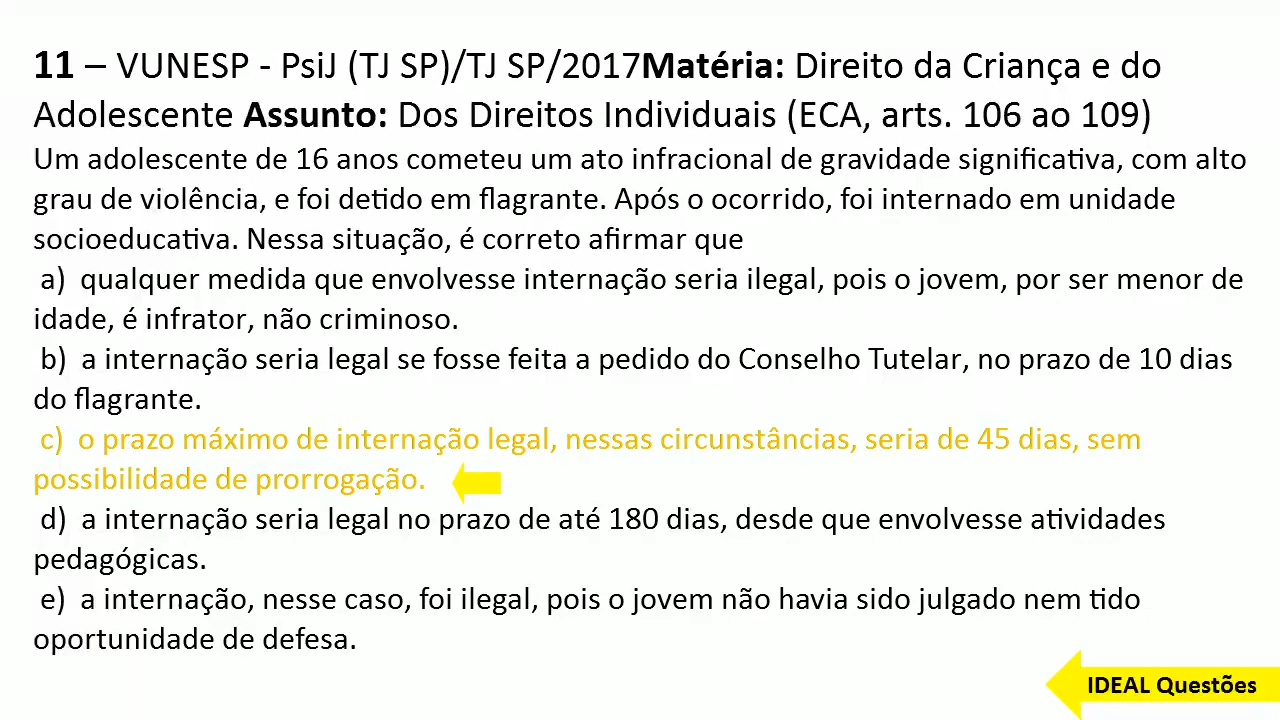 11 – VUNESP - PsiJ (TJ SP)/TJ SP/2017Matéria: Direito da Criança e do
Adolescente Assunto: Dos Direitos Individuais (ECA, arts. 106 ao 109)
Um adolescente de 16 anos cometeu um ato infracional de gravidade significativa, com alto
grau de violência, e foi detido em flagrante. Após o ocorrido, foi internado em unidade
socioeducativa. Nessa situação, é correto afirmar que
a) qualquer medida que envolvesse internação seria ilegal, pois o jovem, por ser menor de
idade, é infrator, não criminoso.
b) a internação seria legal se fosse feita a pedido do Conselho Tutelar, no prazo de 10 dias
do flagrante.
c) o prazo máximo de internação legal, nessas circunstâncias, seria de 45 dias, sem
possibilidade de prorrogação.
d) a internação seria legal no prazo de até 180 dias, desde que envolvesse atividades
pedagógicas.
e) a internação, nesse caso, foi ilegal, pois o jovem não havia sido julgado nem tido
oportunidade de defesa.
IDEAL Questões